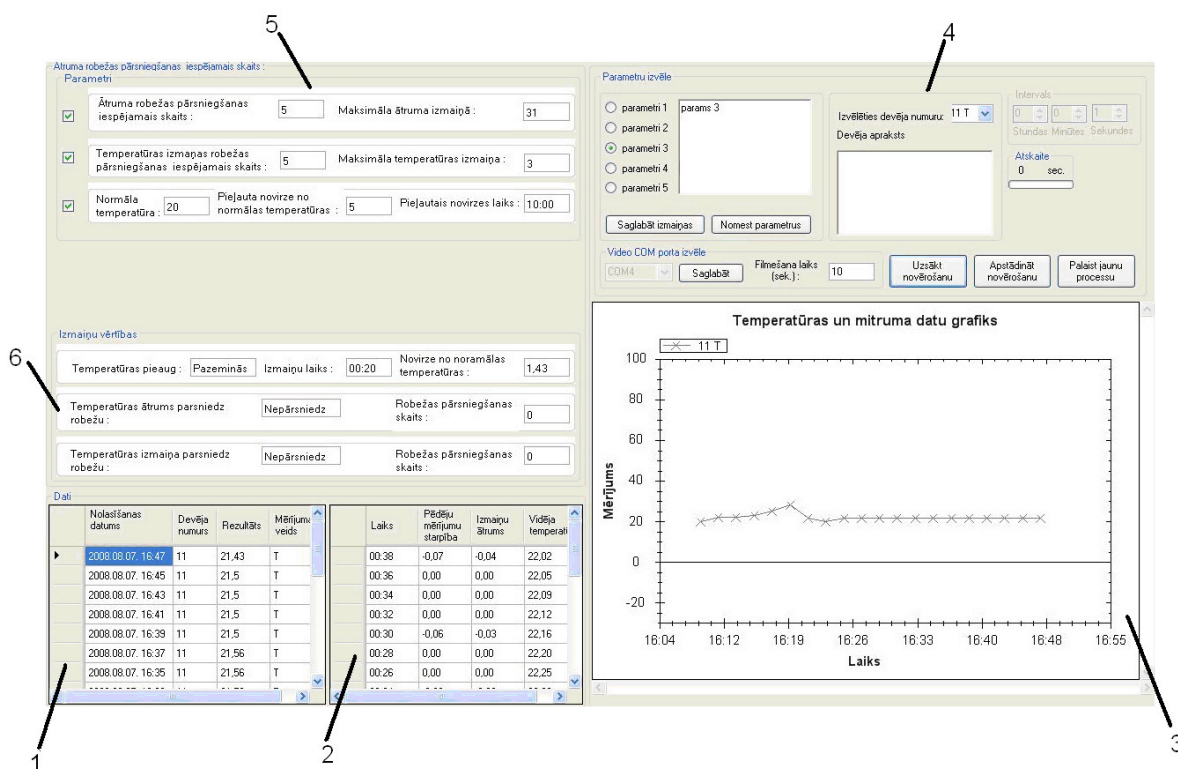 5
4
Ātruma robežas pārsniegšanas iespējamais skaits :
Parametri
Ātruma robežas pārsniegšanas
iespējamais skaits :
5
Maksimāla ātruma izmaiņā :
31
Temperatūras izmaņas robežas
pārsniegšanas iespējamais skaits :
5
Maksimāla temperatūras izmaiņa :
3
Normāla
temperatūra :
20
Pieļauta novirze no
normālas temperatūras :
5
Pieļautais novirzes laiks :
10:00
Parametru izvēle
parametri 1
parametri 2
parametri 3
parametri 4
parametri 5
params 3
Saglabāt izmaiņas
Nomest parametrus
Izvēlēties devēja numuru:
11 T
Devēja apraksts
Intervals
0 0 1
Stundas Minūtes Sekundes
Atskaite
0 sec.
Video COM porta izvēle
COM4
Saglabāt
Filmešana laiks
(sek.) :
10
Uzsākt
novērošanu
Apstādināt
novērošanu
Palaist jaunu
processu
Izmaiņu vērtības
Temperatūras pieaug :
Pazeminās
Izmaiņu laiks :
00:20
Novirze no noramālas
temperatūras :
1,43
6
Temperatūras ātrums parsniedz
robežu :
Nepārsniedz
Robežas pārsniegšanas
skaits :
0
Temperatūras izmaiņa parsniedz
robežu :
Nepārsniedz
Robežas pārsniegšanas
skaits :
0
Dati
Nolasīšanas
datums
Devēja
numurs
Rezultāts
Mērījuma
veids
2008.08.07. 16:47 11 21,43 T
2008.08.07. 16:45 11 21,5 T
2008.08.07. 16:43 11 21,5 T
2008.08.07. 16:41 11 21,5 T
2008.08.07. 16:39 11 21,5 T
2008.08.07. 16:37 11 21,56 T
2008.08.07. 16:35 11 21,56 T
Laiks
Pēdēju
mērījumu
starpība
Izmaiņu
ātrums
Vidēja
temperatū
00:38 -0,07 -0,04 22,02
00:36 0,00 0,00 22,05
00:34 0,00 0,00 22,09
00:32 0,00 0,00 22,12
00:30 -0,06 -0,03 22,16
00:28 0,00 0,00 22,20
00:26 0,00 0,00 22,25
Temperatūras un mitruma datu grafiks
11 T
100
80
60
40
20
0
-20
Mērījums
16:04 16:12 16:19 16:26 16:33 16:40 16:48 16:55
Laiks
1
2
3